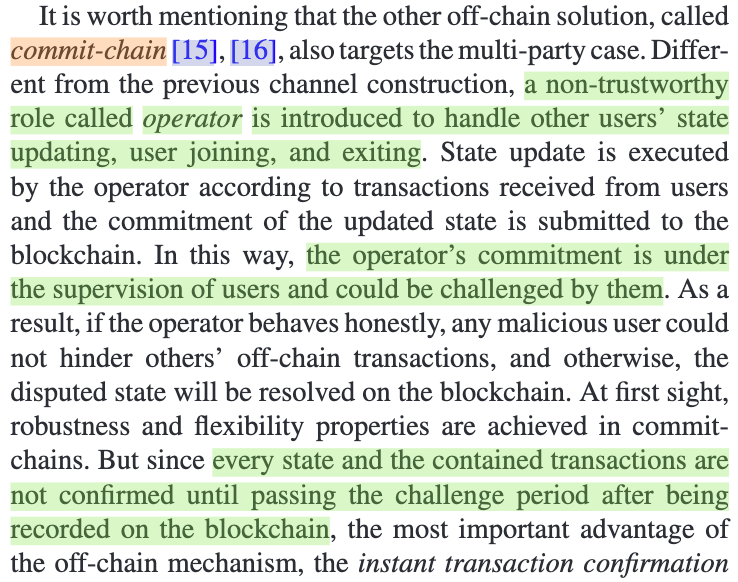 It is worth mentioning that the other off-chain solution, called
commit-chain [15], [16], also targets the multi-party case. Differ-
ent from the previous channel construction, a non-trustworthy
role called operator is introduced to handle other users’ state
updating, user joining, and exiting. State update is executed
by the operator according to transactions received from users
and the commitment of the updated state is submitted to the
blockchain. In this way, the operator’s commitment is under
the supervision of users and could be challenged by them. As a
result, if the operator behaves honestly, any malicious user could
not hinder others’ off-chain transactions, and otherwise, the
disputed state will be resolved on the blockchain. At first sight,
robustness and flexibility properties are achieved in commit-
chains. But since every state and the contained transactions are
not confirmed until passing the challenge period after being
recorded on the blockchain, the most important advantage of
the off-chain mechanism, the instant transaction confirmation